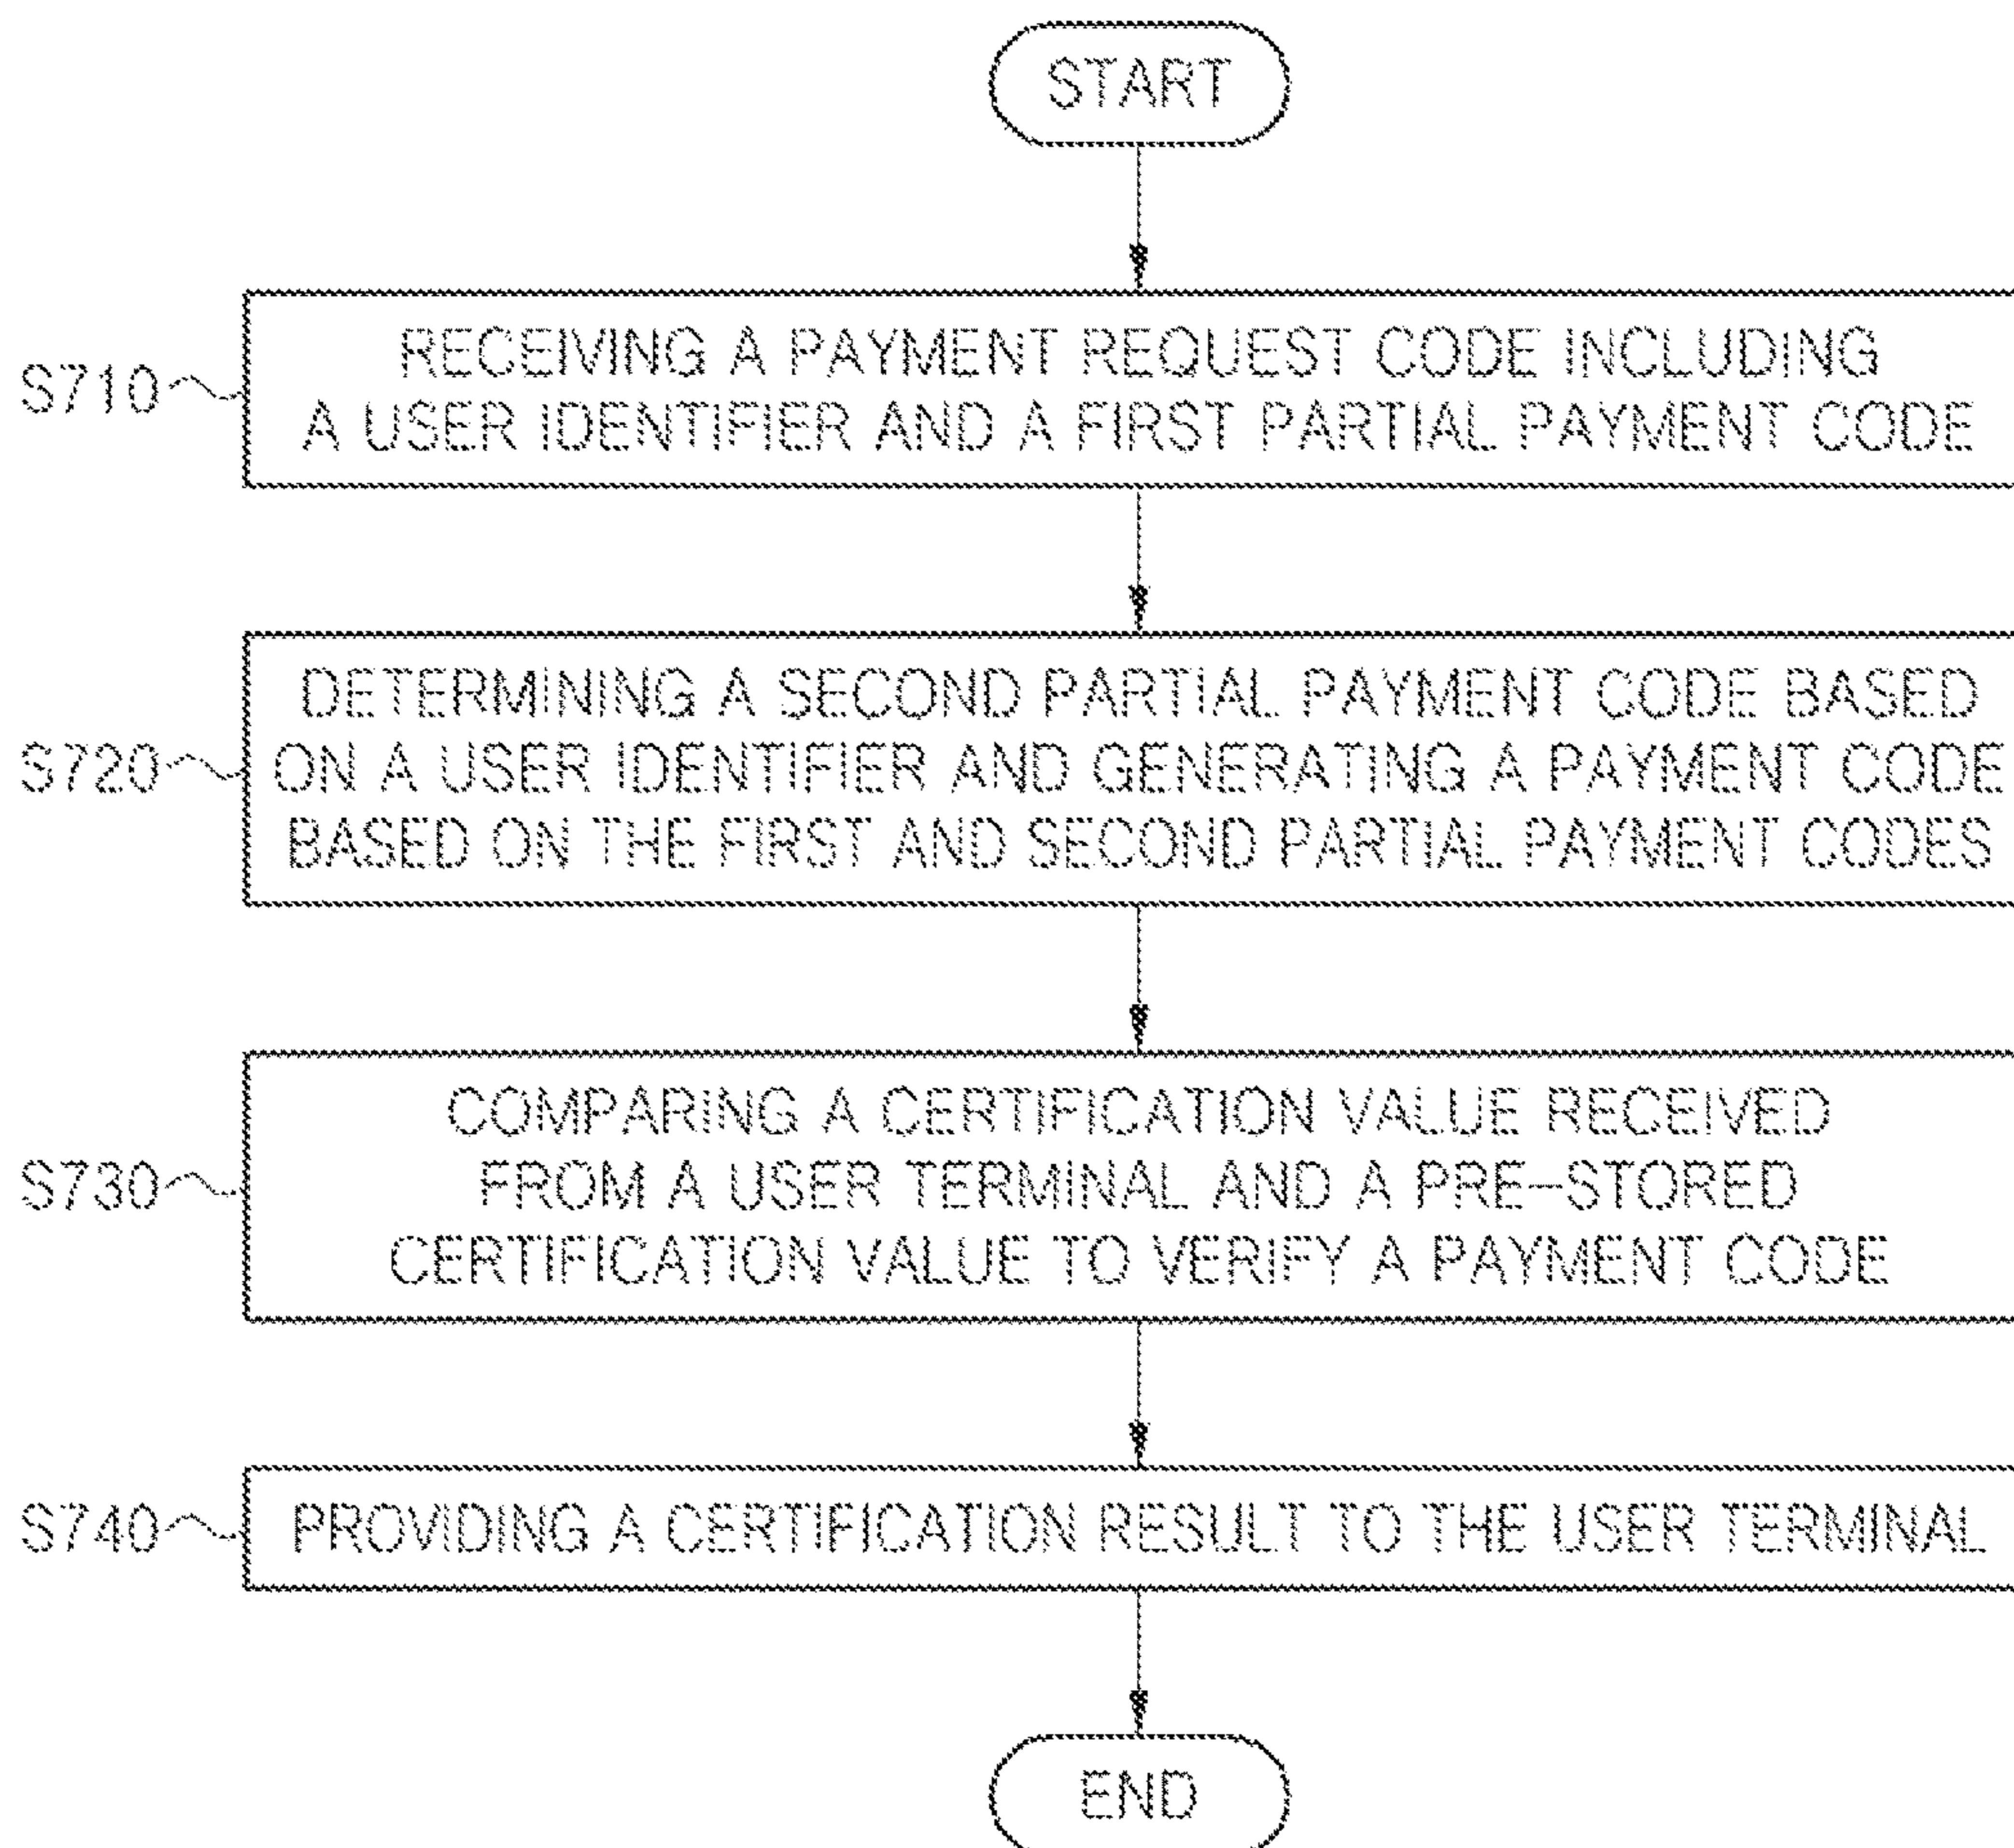 START
S710
RECEIVING A PAYMENT REQUEST CODE INCLUDING
A USER IDENTIFIER AND A FIRST PARTIAL PAYMENT CODE
S720
DETERMINING A SECOND PARTIAL PAYMENT CODE BASED
ON A USER IDENTIFIER AND GENERATING A PAYMENT CODE
BASED ON THE FIRST AND SECOND PARTIAL PAYMENT CODES
S730
COMPARING A CERTIFICATION VALUE RECEIVED
FROM A USER TERMINAL AND A PRE-STORED
CERTIFICATION VALUE TO VERIFY A PAYMENT CODE
S740
PROVIDING A CERTIFICATION RESULT TO THE USER TERMINAL
END